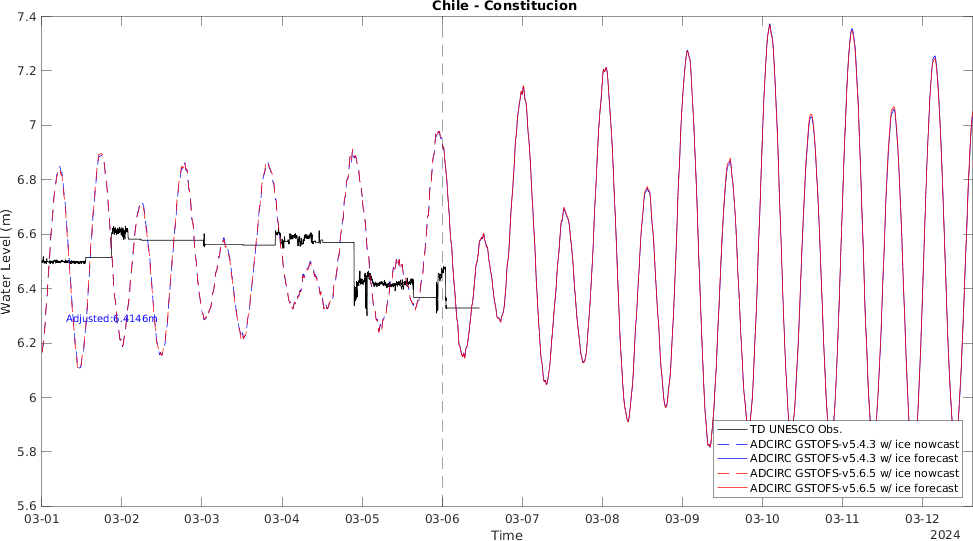 Chile - Constitucion
7.4
7.2
7
6.8
6.6
6.4
6.2
6
5.8
5.6
Water Level (m)
Adjusted:6.4146m
TD UNESCO Obs.
ADCIRC GSTOFS-v5.4.3 w/ ice nowcast
ADCIRC GSTOFS-v5.4.3 w/ ice forecast
ADCIRC GSTOFS-v5.6.5 w/ ice nowcast
ADCIRC GSTOFS-v5.6.5 w/ ice forecast
03-01 03-02 03-03 03-04 03-05 03-06 03-07 03-08 03-09 03-10 03-11 03-12
Time
2024